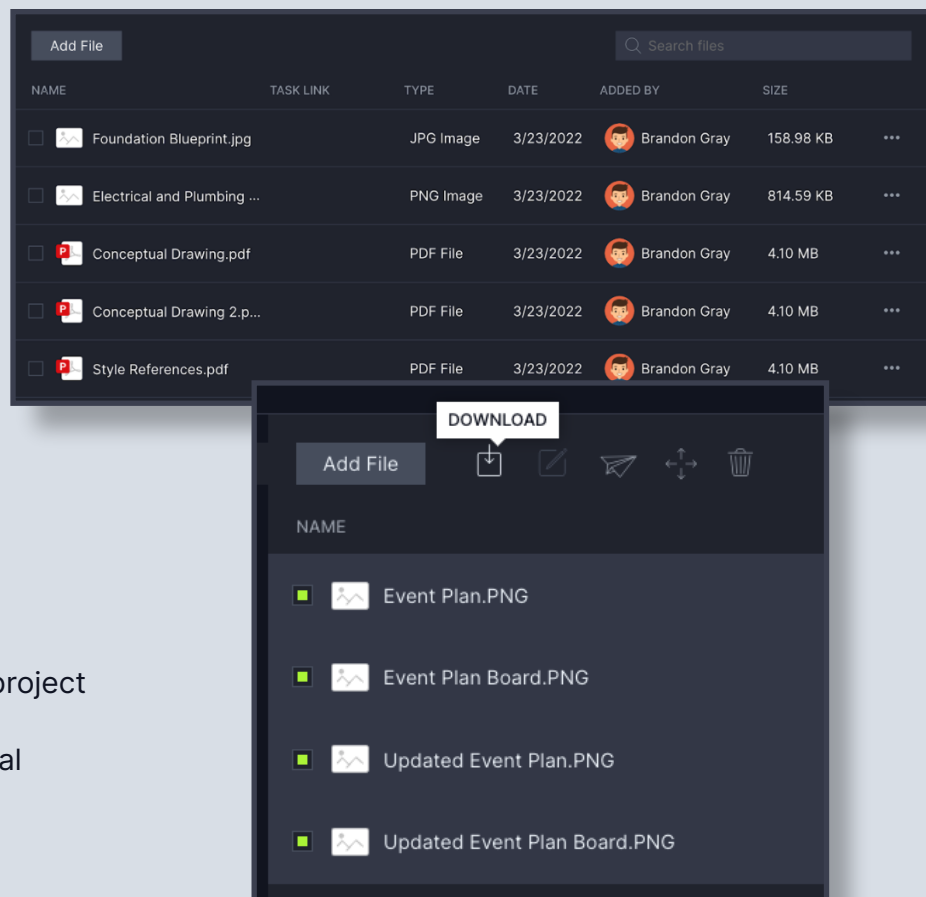 Add File Search files
NAME TASK LINK TYPE DATE ADDED BY SIZE
Foundation Blueprint.jpg JPG Image 3/23/2022 Brandon Gray 158.98 KB
Electrical and Plumbing ... PNG Image 3/23/2022 Brandon Gray 814.59 KB
P Conceptual Drawing.pdf PDF File 3/23/2022 Brandon Gray 4.10 MB
P Conceptual Drawing 2.p... PDF File 3/23/2022 Brandon Gray 4.10 MB
P Style References.pdf PDF File 3/23/2022 Brandon Gray 4.10 MB
DOWNLOAD
Add File
NAME
Event Plan.PNG
Event Plan Board.PNG
project
Updated Event Plan.PNG
al
Updated Event Plan Board.PNG